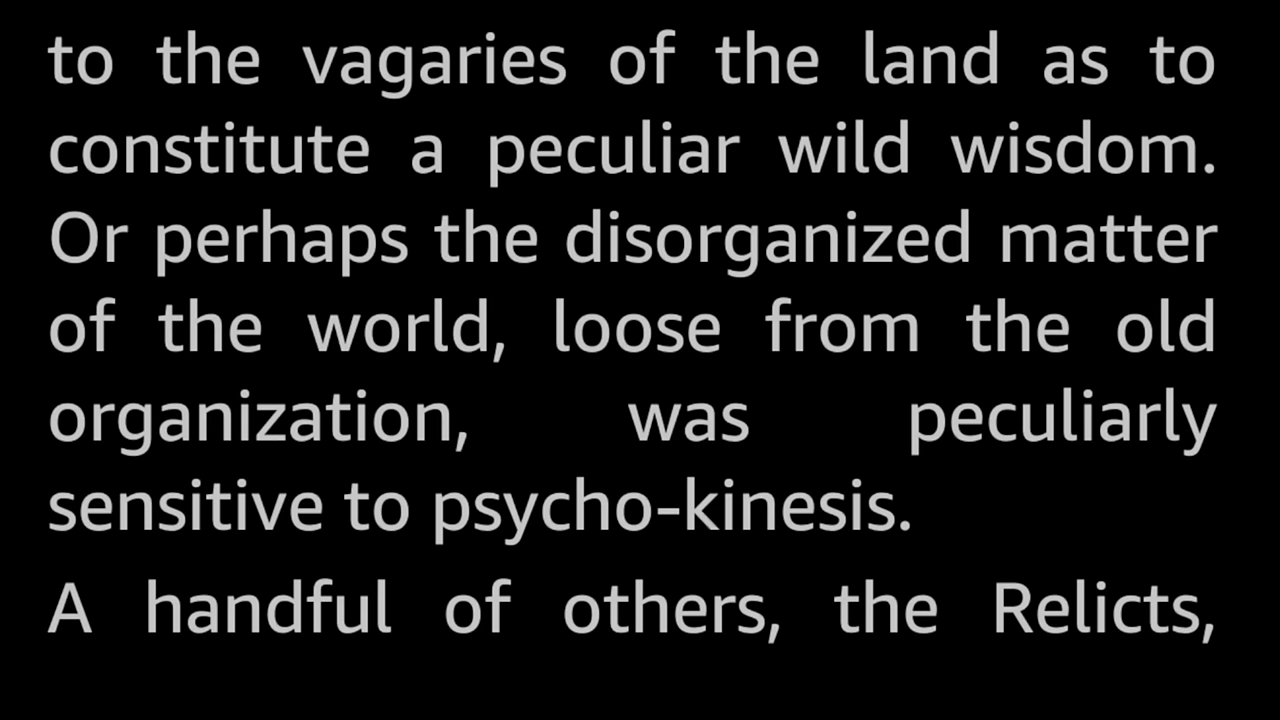 to the vagaries of the land as to
constitute a peculiar wild wisdom.
Or perhaps the disorganized matter
of the world, loose from the old
organization, was peculiarly
sensitive to psycho-kinesis.
A handful of others, the Relicts,